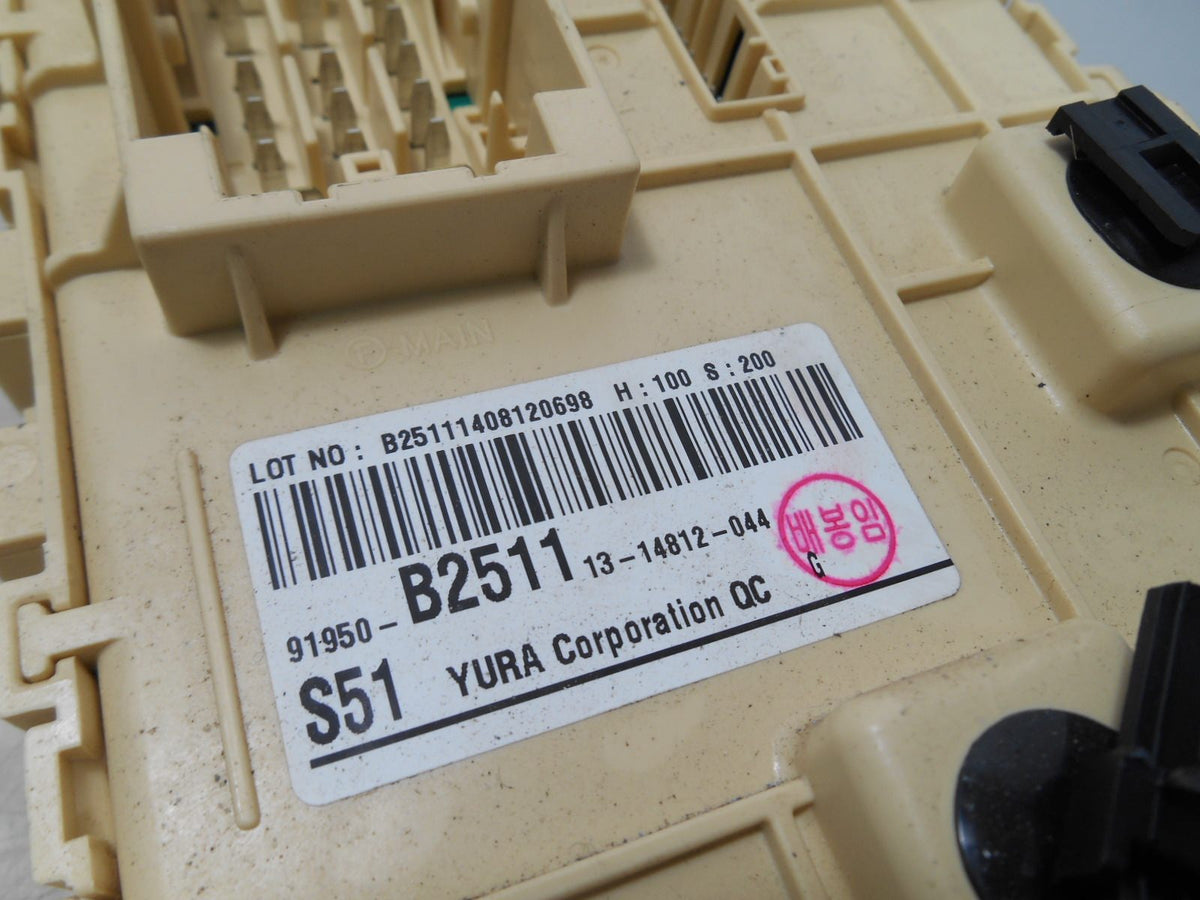 P MAIN
LOT NO : B25111408120698 H : 100 S : 200
91950- B2511 13-14812-044
배봉임
G
S51 YURA Corporation QC